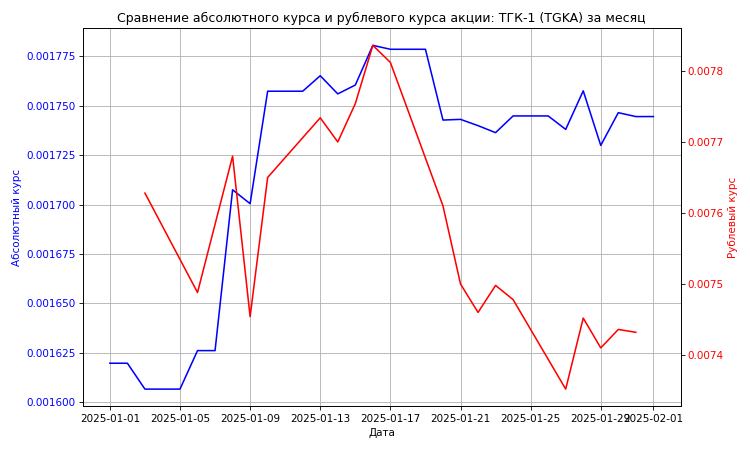 Сравнение абсолютного курса и рублевого курса акции: ТГК-1 (TGKA) за месяц
0.001775
0.001750
0.001725
0.001700
0.001675
0.001650
0.001625
0.001600
Абсолютный курс
0.0078
0.0077
0.0076
0.0075
0.0074
Рублевый курс
2025-01-01 2025-01-05 2025-01-09 2025-01-13 2025-01-17 2025-01-21 2025-01-25 2025-01-29 2025-02-01
Дата